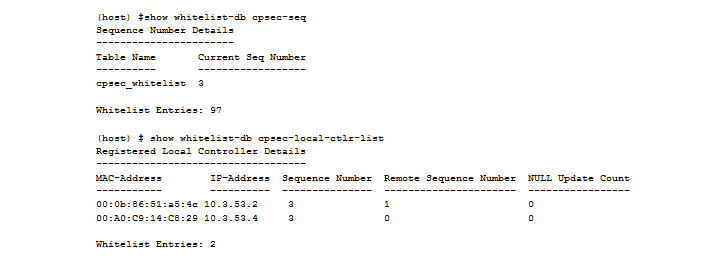 (host) #show whitelist-db cpsec-seq
Sequence Number Details
-----------------------
Table Name       Current Seq Number
----------       ------------------
cpsec_whitelist  3
Whitelist Entries: 97
(host) # show whitelist-db cpsec-local-ctlr-list
Registered Local Controller Details
-----------------------------------
MAC-Address        IP-Address  Sequence Number  Remote Sequence Number  NULL Update Count
-----------        ----------  ---------------  ----------------------  -----------------
00:0b:86:51:a5:4c 10.3.53.2     3               1                       0
00:A0:C9:14:C8:29 10.3.53.4     3               0                       0
Whitelist Entries: 2